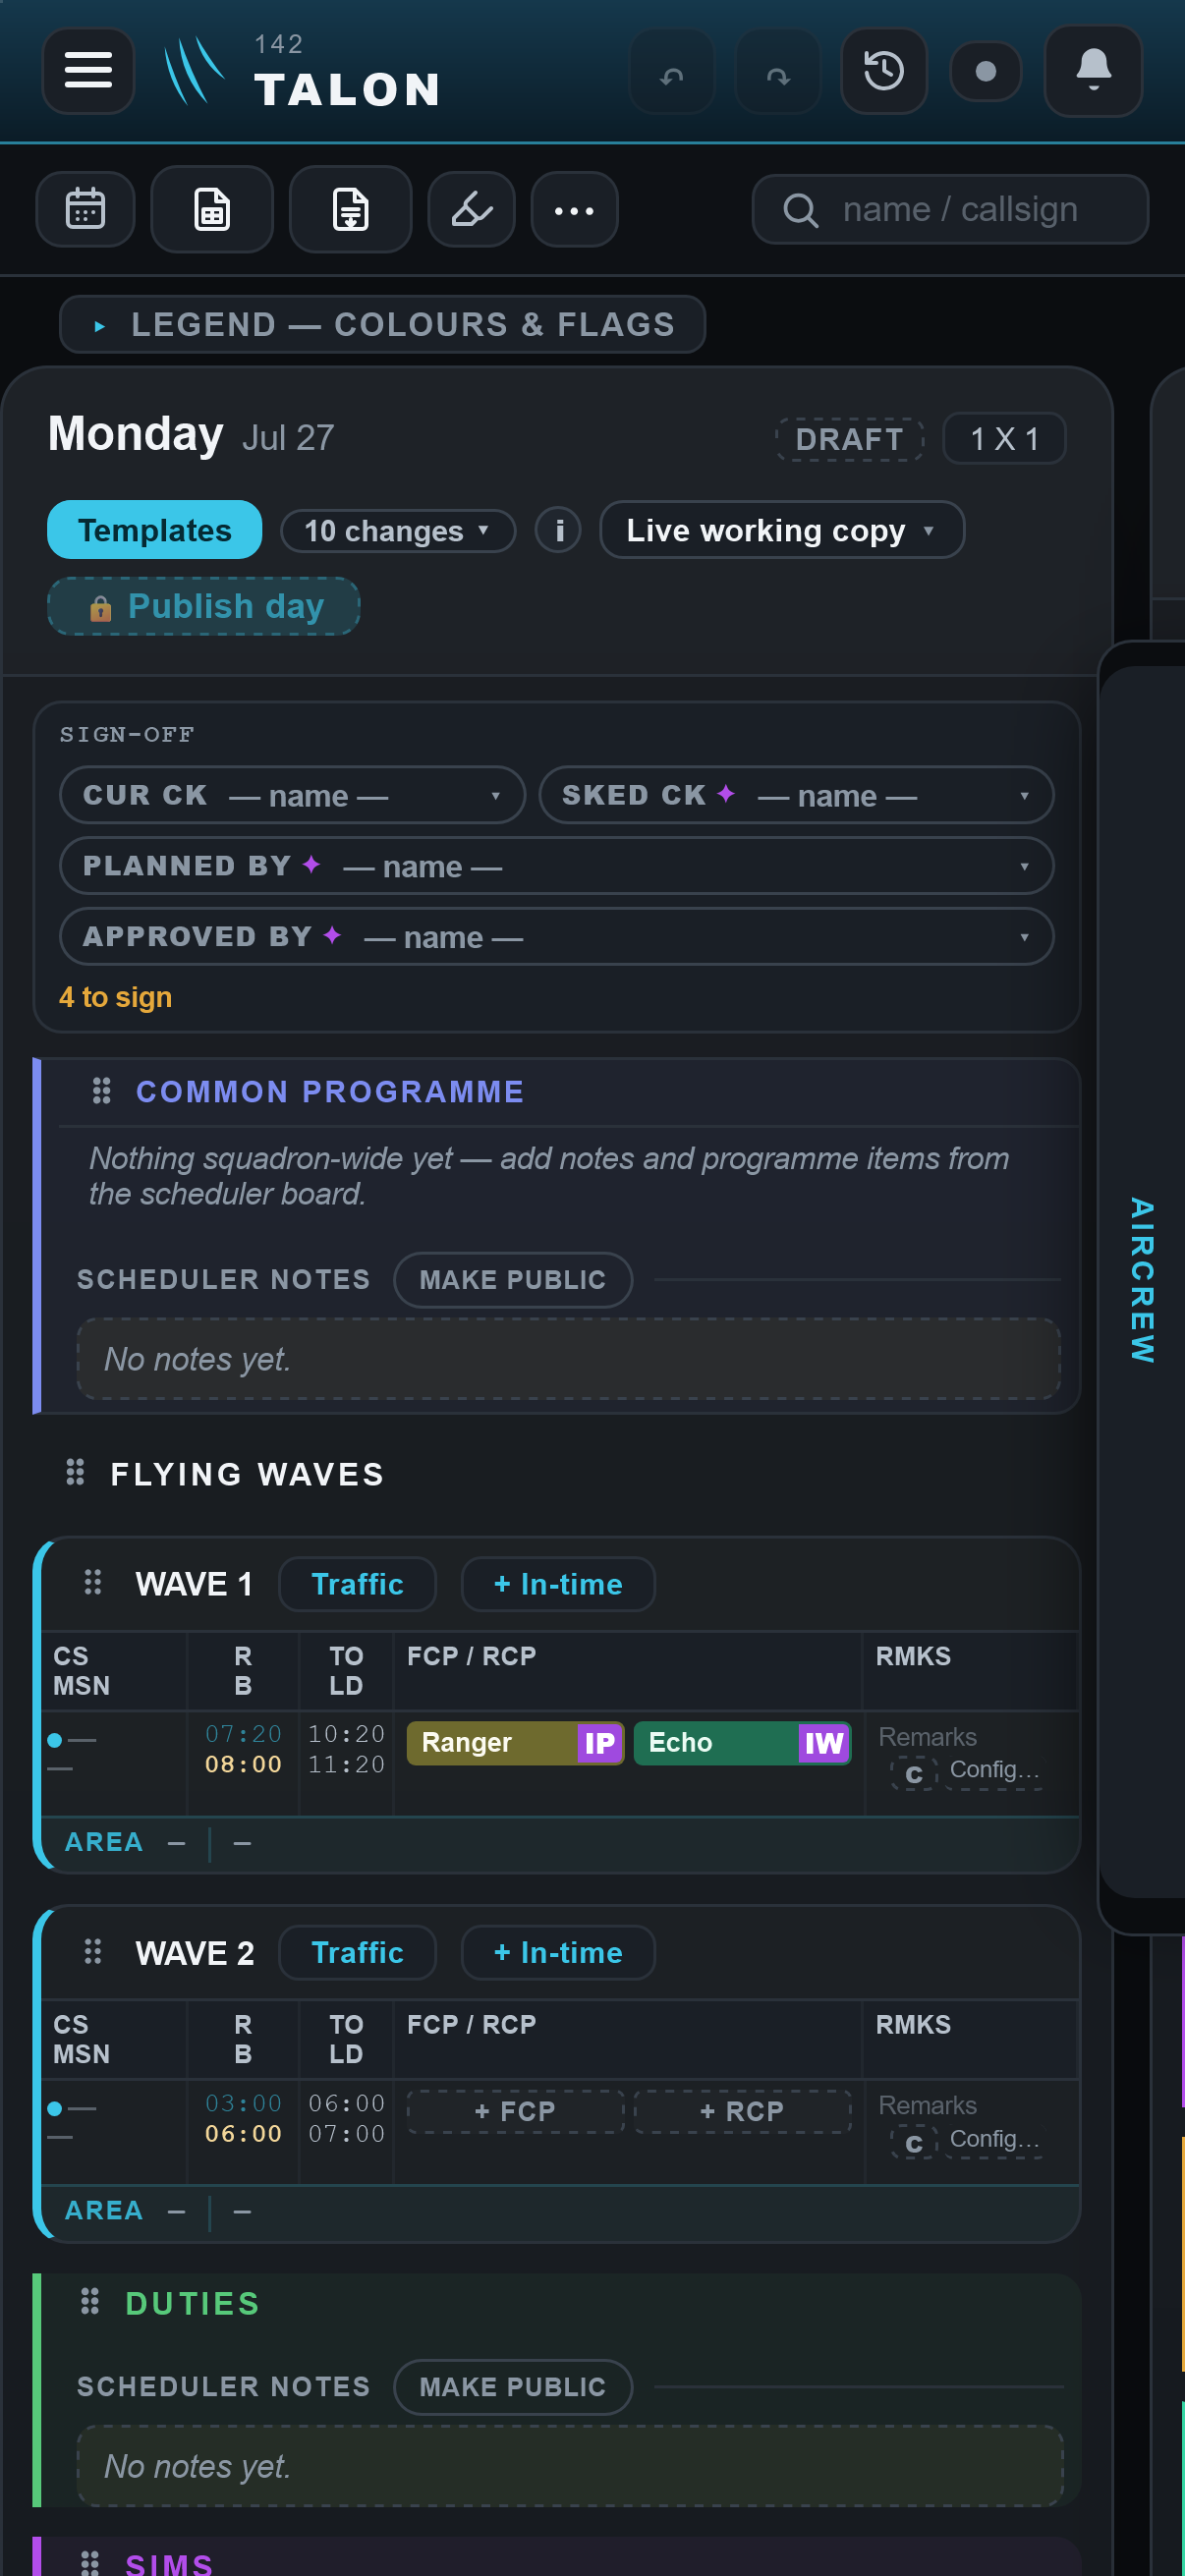 142
TALON
name / callsign
LEGEND — COLOURS & FLAGS
Monday Jul 27 DRAFT 1 X 1
Templates 10 changes i Live working copy
Publish day
SIGN-OFF
CUR CK — name — SKED CK — name —
PLANNED BY — name —
APPROVED BY — name —
4 to sign
COMMON PROGRAMME
Nothing squadron-wide yet — add notes and programme items from
the scheduler board.
SCHEDULER NOTES MAKE PUBLIC
No notes yet.
FLYING WAVES
WAVE 1 Traffic + In-time
CS R TO FCP / RCP RMKS
MSN B LD
— 07:20 10:20 Ranger IP Echo IW Remarks
— 08:00 11:20 C Config...
AREA – –
WAVE 2 Traffic + In-time
CS R TO FCP / RCP RMKS
MSN B LD
— 03:00 06:00 + FCP + RCP Remarks
— 06:00 07:00 C Config...
AREA – –
DUTIES
SCHEDULER NOTES MAKE PUBLIC
No notes yet.
SIMS
AIRCREW